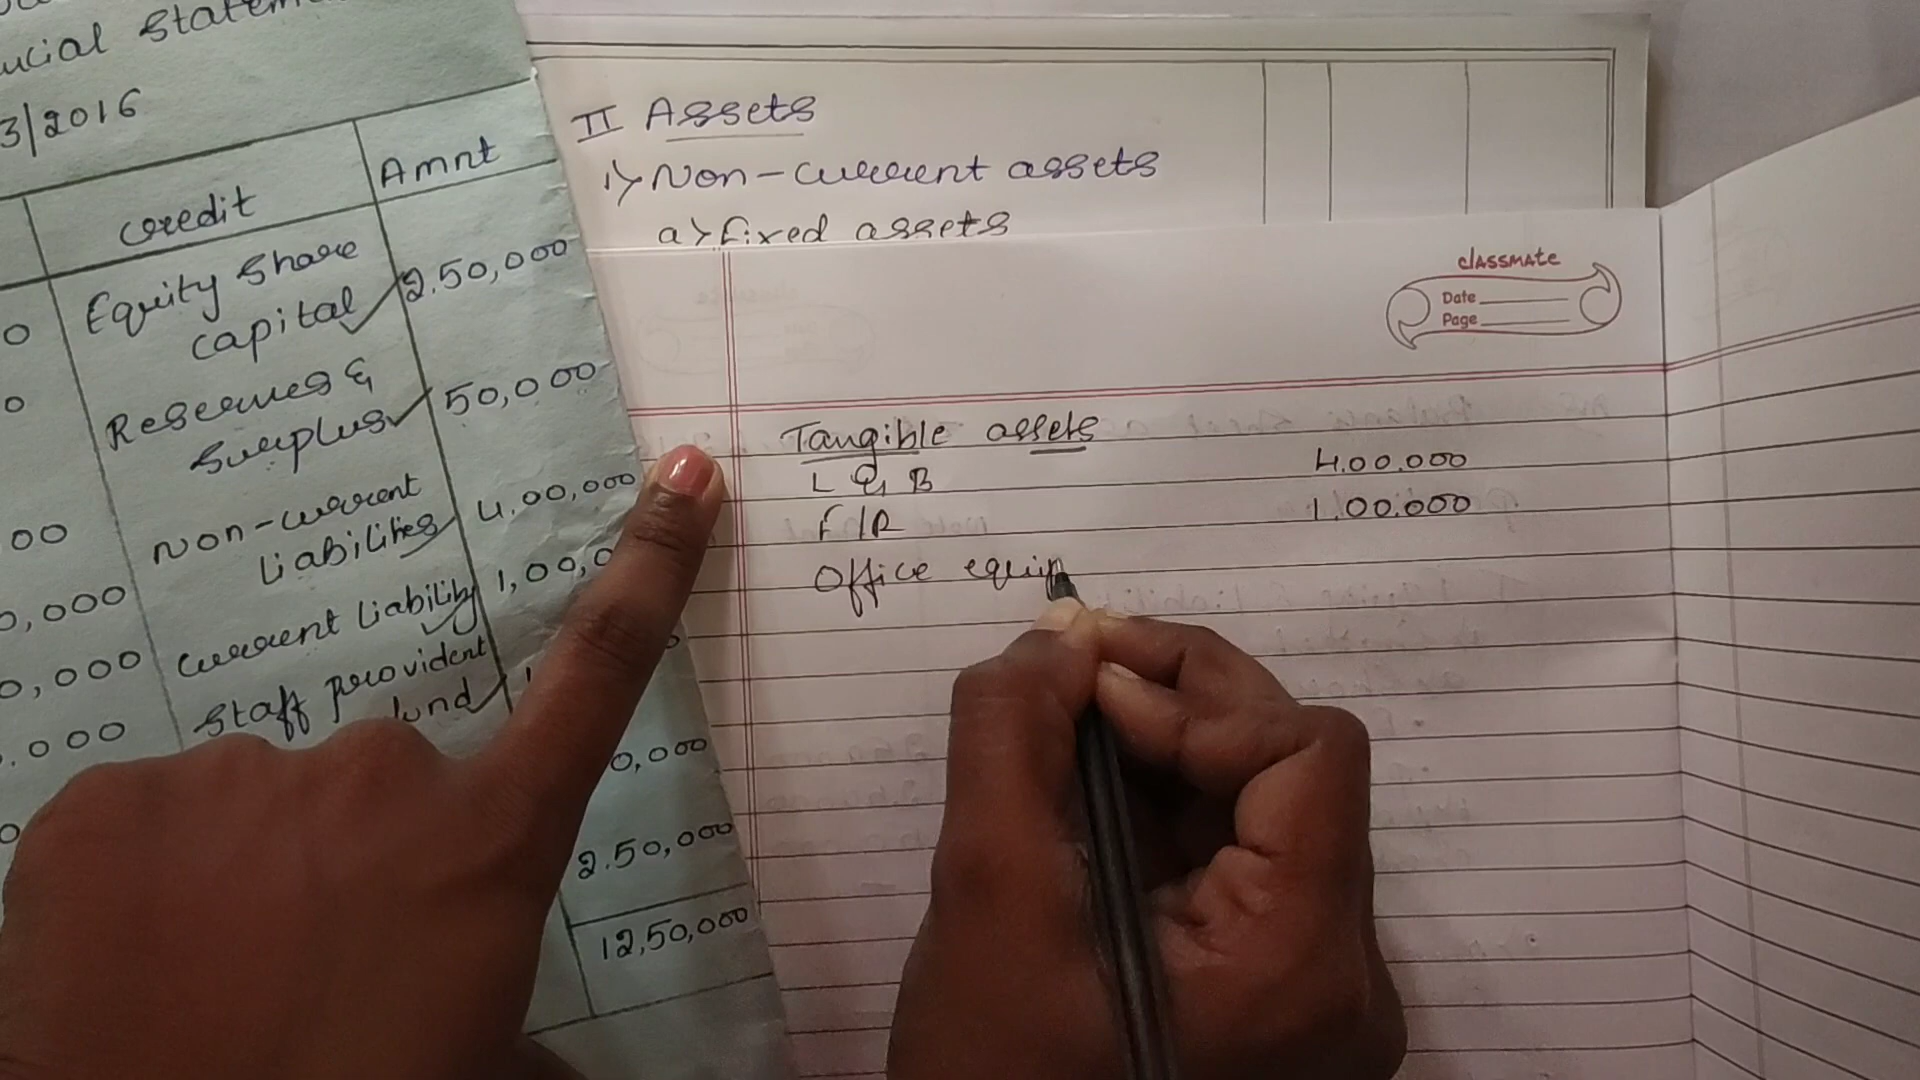 ucial Statem
3/2016
credit Amnt
Equity Share
capital 2.50,000
Reserves &
Surplus 50,000
Non-current
liabilities 4,00,000
current liability 1,00,0
Staff provident
fund
0,000
2.50,000
12,50,000
0
0
00
0,000
0,000
.000
0
II Assets
1) Non-current assets
a) fixed assets
classmate
Date
Page
Tangible assets
L & B 4.00.000
F/R 1.00.000
Office equip